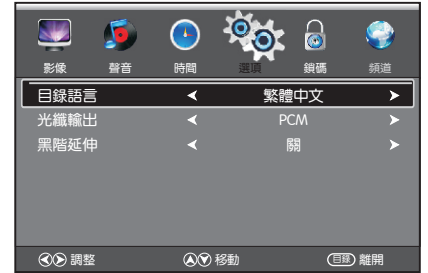 影像 聲音 時間 選項 鎖碼 頻道
目錄語言 繁體中文
光纖輸出 PCM
黑階延伸 關
調整 移動 目錄 離開